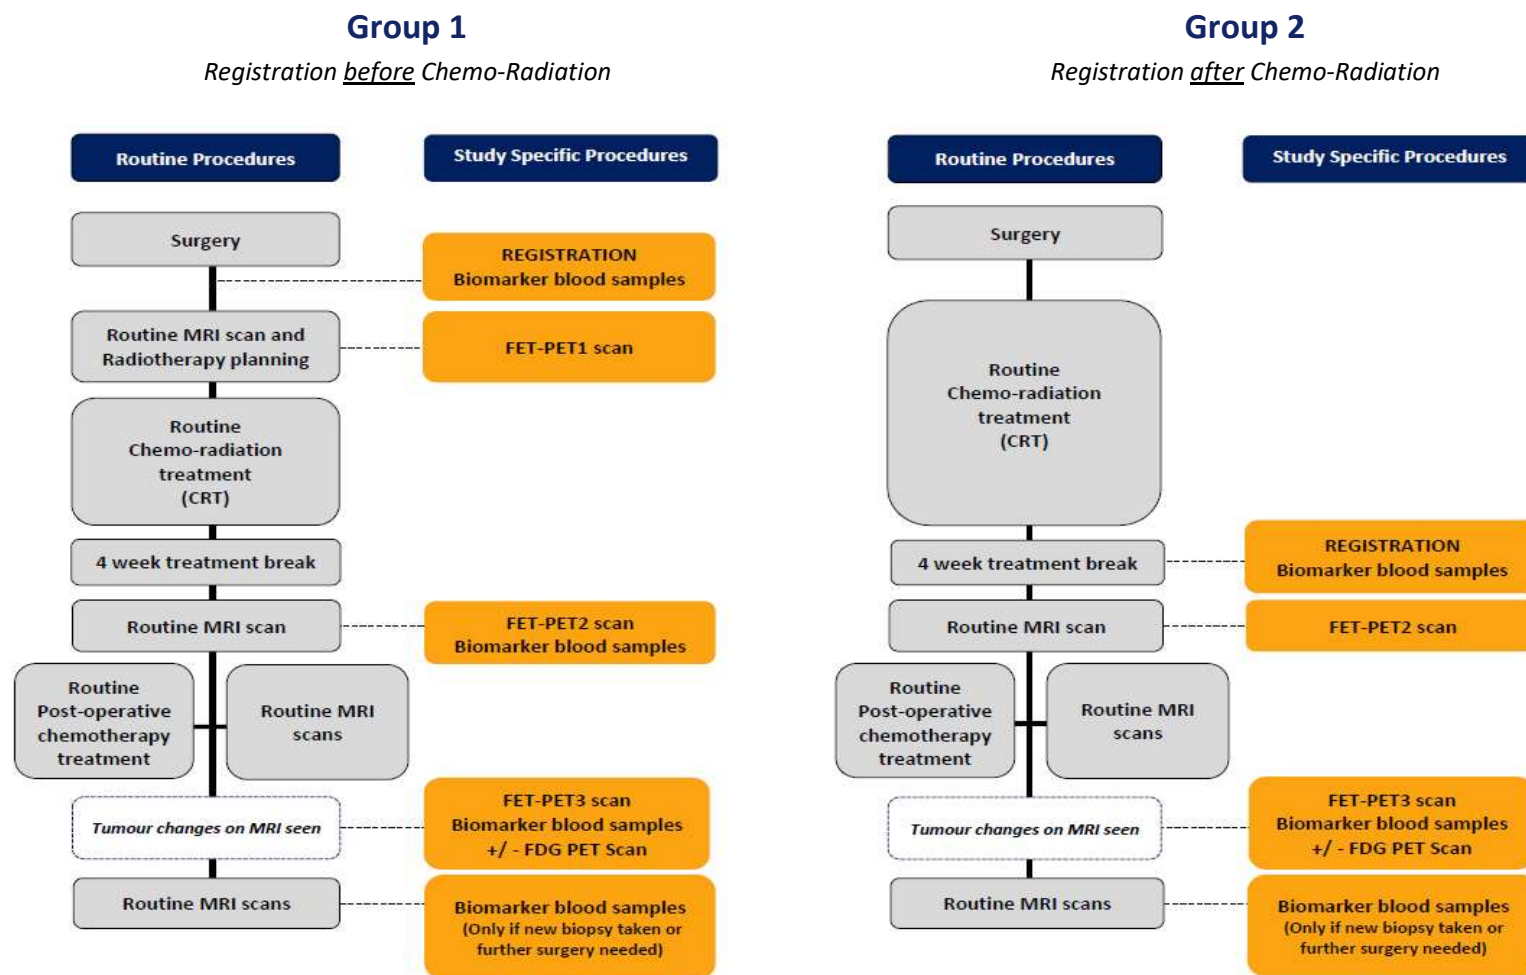 Group 1
Registration before Chemo-Radiation
Routine Procedures
Study Specific Procedures
Surgery
REGISTRATION
Biomarker blood samples
Routine MRI scan and
Radiotherapy planning
FET-PET1 scan
Routine
Chemo-radiation
treatment
(CRT)
4 week treatment break
Routine MRI scan
FET-PET2 scan
Biomarker blood samples
Routine
Post-operative
chemotherapy
treatment
Routine MRI
scans
Tumour changes on MRI seen
FET-PET3 scan
Biomarker blood samples
+/ - FDG PET Scan
Routine MRI scans
Biomarker blood samples
(Only if new biopsy taken or
further surgery needed)
Group 2
Registration after Chemo-Radiation
Routine Procedures
Study Specific Procedures
Surgery
Routine
Chemo-radiation
treatment
(CRT)
4 week treatment break
REGISTRATION
Biomarker blood samples
Routine MRI scan
FET-PET2 scan
Routine
Post-operative
chemotherapy
treatment
Routine MRI
scans
Tumour changes on MRI seen
FET-PET3 scan
Biomarker blood samples
+/ - FDG PET Scan
Routine MRI scans
Biomarker blood samples
(Only if new biopsy taken or
further surgery needed)